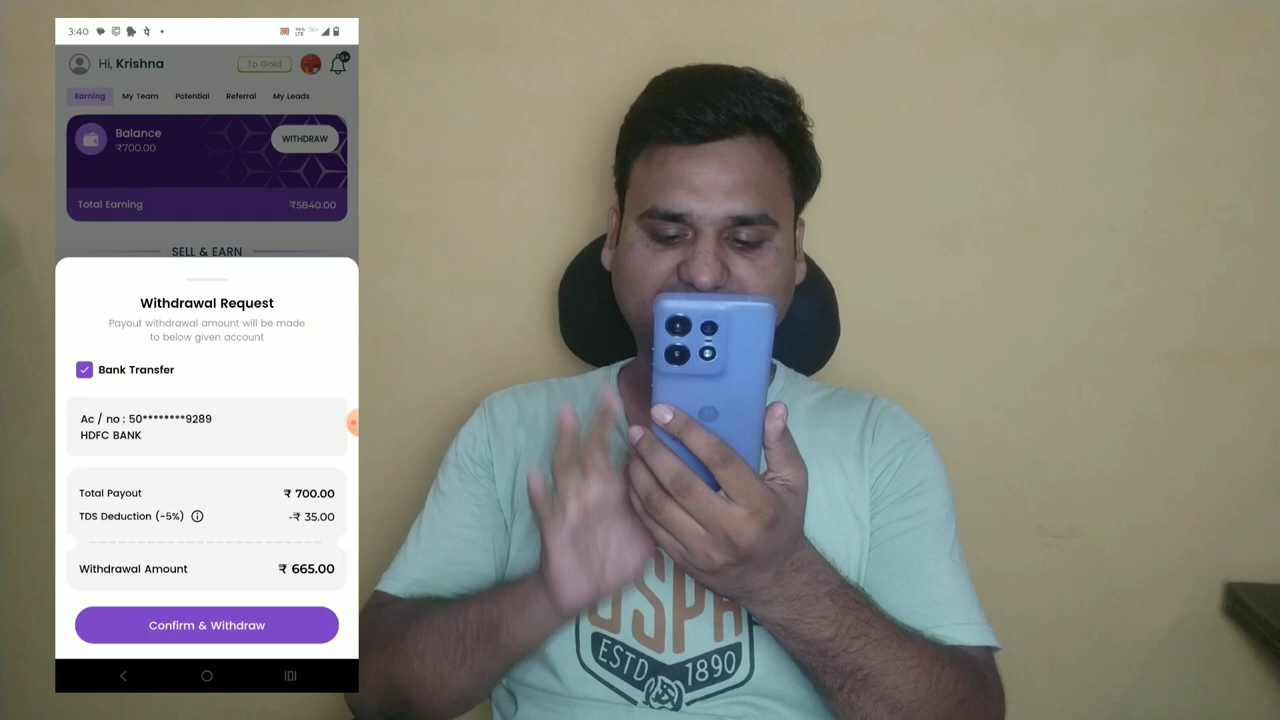 3:40
Hi, Krishna
To Gold
9+
Earning My Team Potential Referral My Leads
Balance
₹700.00
WITHDRAW
Total Earning ₹5840.00
SELL & EARN
Withdrawal Request
Payout withdrawal amount will be made
to below given account
Bank Transfer
Ac / no : 50********9289
HDFC BANK
Total Payout ₹ 700.00
TDS Deduction (-5%) -₹ 35.00
Withdrawal Amount ₹ 665.00
Confirm & Withdraw
ESTD 1890